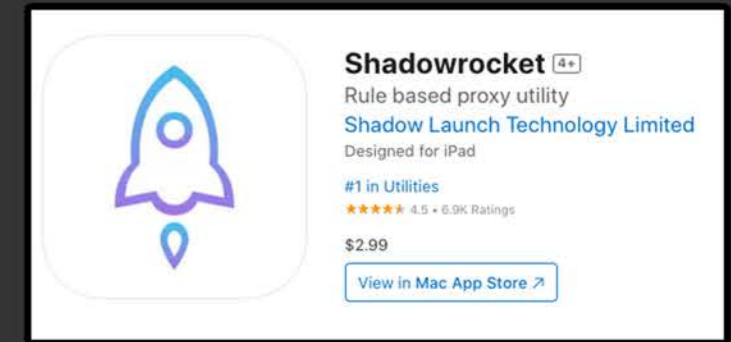 Shadowrocket 4+
Rule based proxy utility
Shadow Launch Technology Limited
Designed for iPad
#1 in Utilities
★★★★★ 4.5 • 6.9K Ratings
$2.99
View in Mac App Store ↗